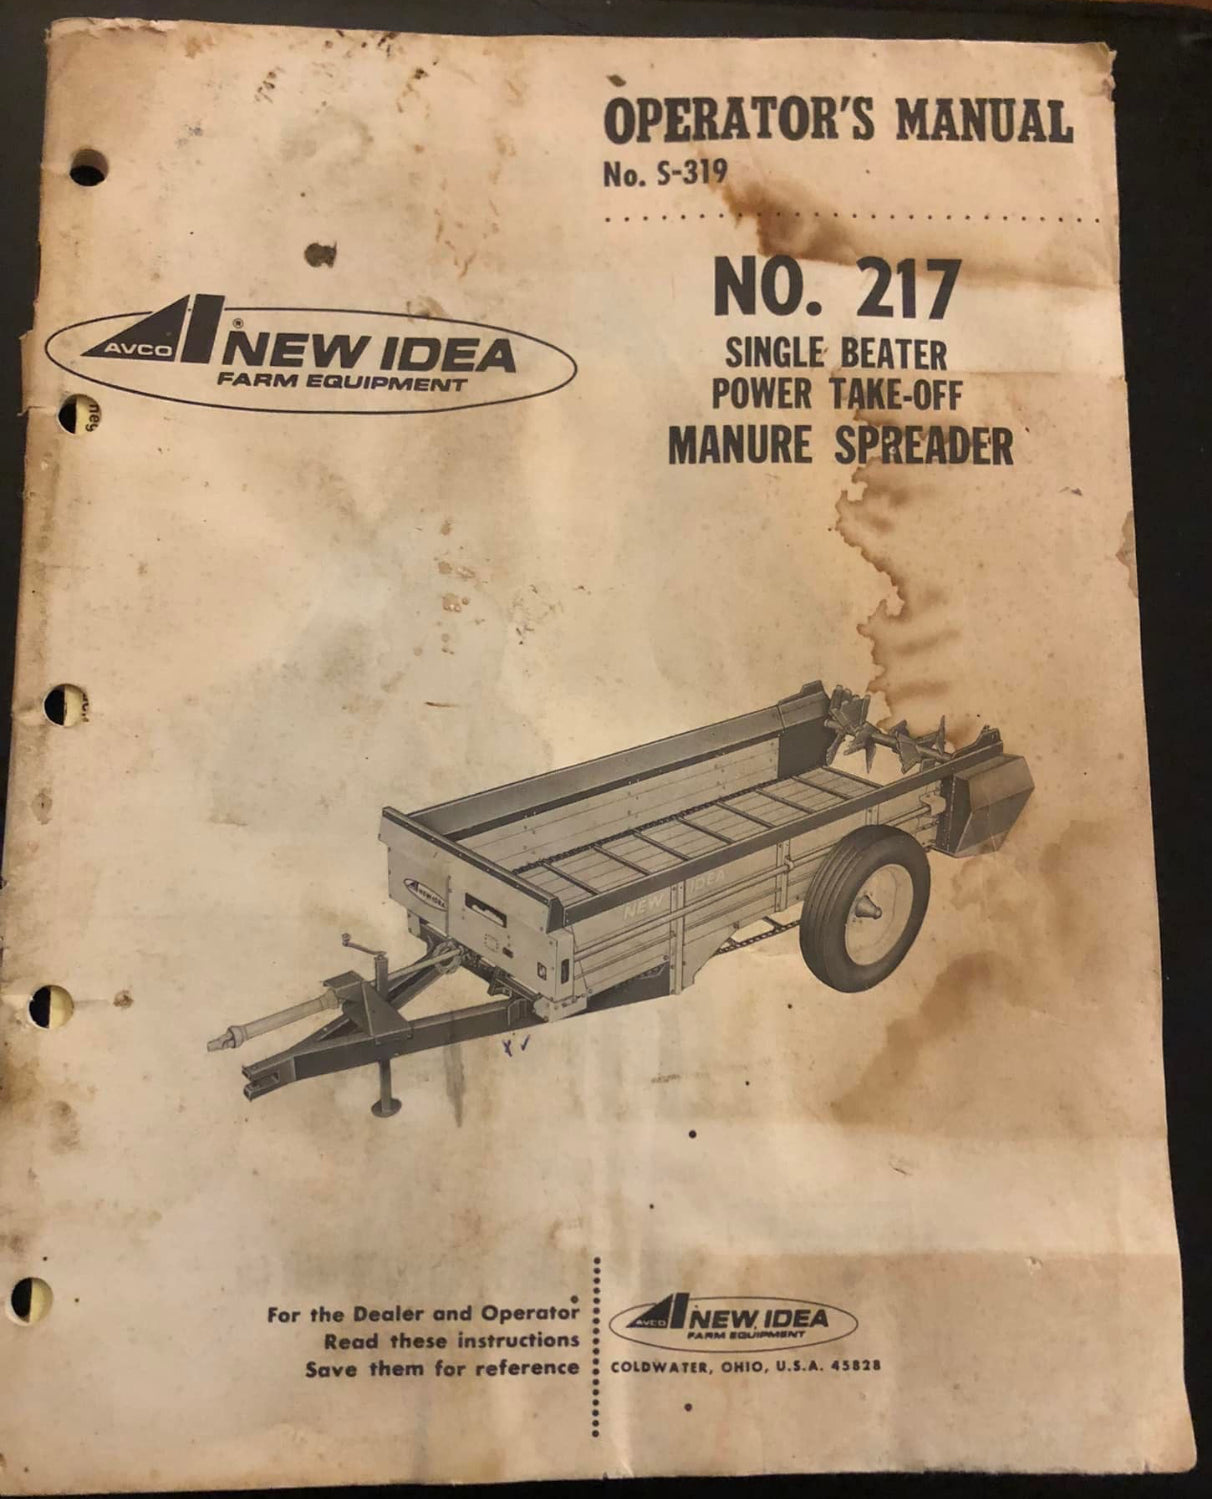 OPERATOR'S MANUAL
No. S-319
NO. 217
SINGLE BEATER
POWER TAKE-OFF
MANURE SPREADER
AVCO ® NEW IDEA
FARM EQUIPMENT
NEW IDEA
NEW IDEA
For the Dealer and Operator
Read these instructions
Save them for reference
AVCO NEW IDEA
FARM EQUIPMENT
COLDWATER, OHIO, U.S.A. 45828